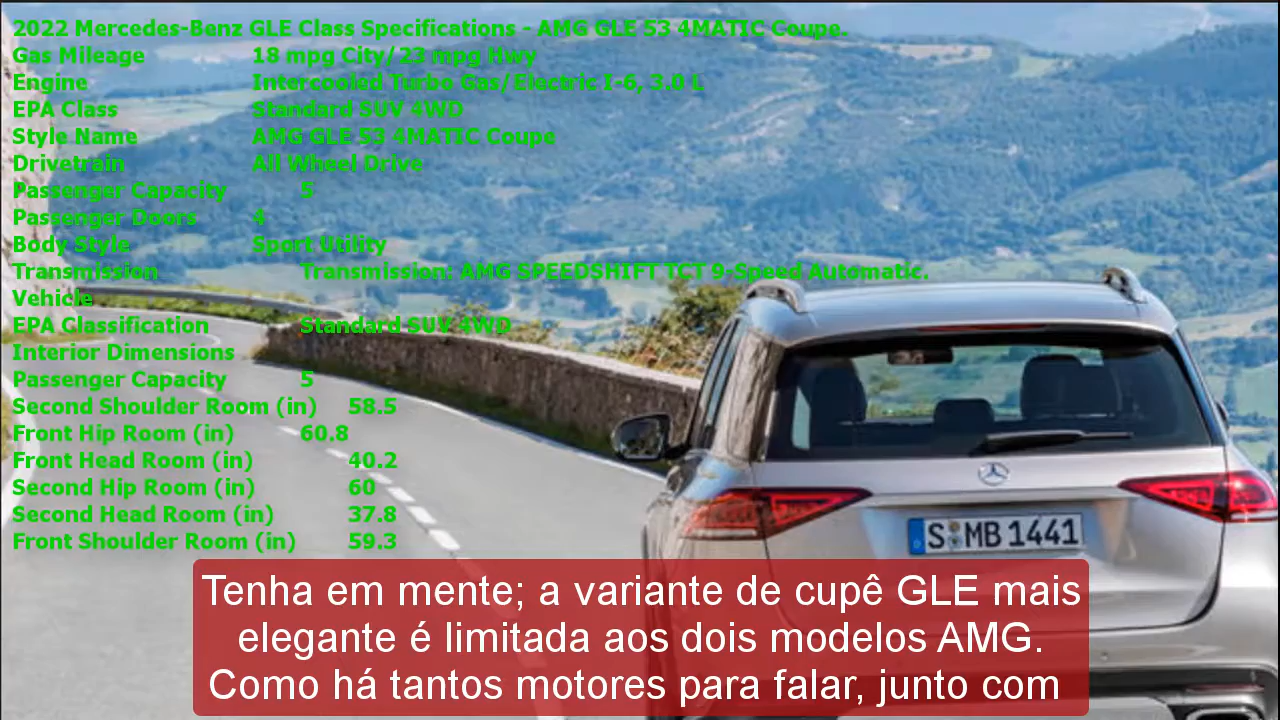 2022 Mercedes-Benz GLE Class Specifications - AMG GLE 53 4MATIC Coupe.
Gas Mileage 18 mpg City/23 mpg Hwy
Engine Intercooled Turbo Gas/Electric I-6, 3.0 L
EPA Class Standard SUV 4WD
Style Name AMG GLE 53 4MATIC Coupe
Drivetrain All Wheel Drive
Passenger Capacity 5
Passenger Doors 4
Body Style Sport Utility
Transmission Transmission: AMG SPEEDSHIFT TCT 9-Speed Automatic.
Vehicle
EPA Classification Standard SUV 4WD
Interior Dimensions
Passenger Capacity 5
Second Shoulder Room (in) 58.5
Front Hip Room (in) 60.8
Front Head Room (in) 40.2
Second Hip Room (in) 60
Second Head Room (in) 37.8
Front Shoulder Room (in) 59.3
S MB 1441
Tenha em mente; a variante de cupê GLE mais
elegante é limitada aos dois modelos AMG.
Como há tantos motores para falar, junto com